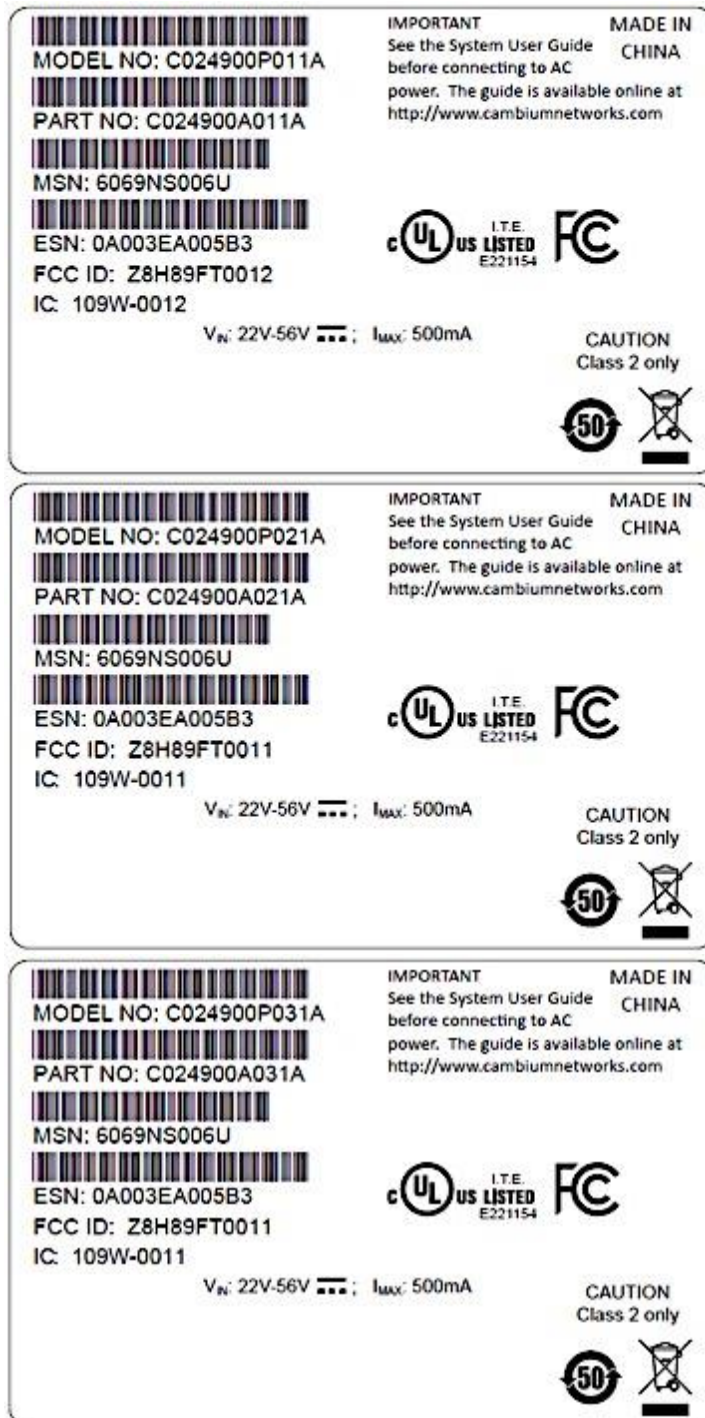 MODEL NO: C024900P011A
PART NO: C024900A011A
MSN: 6069NS006U
ESN: 0A003EA005B3
FCC ID: Z8H89FT0012
IC: 109W-0012
IMPORTANT
See the System User Guide
before connecting to AC
power. The guide is available online at
http://www.cambiumnetworks.com
MADE IN
CHINA
C UL US I.T.E.
LISTED
E221154
FC
VIN: 22V-56V ; IMAX: 500mA
CAUTION
Class 2 only
50
MODEL NO: C024900P021A
PART NO: C024900A021A
MSN: 6069NS006U
ESN: 0A003EA005B3
FCC ID: Z8H89FT0011
IC: 109W-0011
IMPORTANT
See the System User Guide
before connecting to AC
power. The guide is available online at
http://www.cambiumnetworks.com
MADE IN
CHINA
C UL US I.T.E.
LISTED
E221154
FC
VIN: 22V-56V ; IMAX: 500mA
CAUTION
Class 2 only
50
MODEL NO: C024900P031A
PART NO: C024900A031A
MSN: 6069NS006U
ESN: 0A003EA005B3
FCC ID: Z8H89FT0011
IC: 109W-0011
IMPORTANT
See the System User Guide
before connecting to AC
power. The guide is available online at
http://www.cambiumnetworks.com
MADE IN
CHINA
C UL US I.T.E.
LISTED
E221154
FC
VIN: 22V-56V ; IMAX: 500mA
CAUTION
Class 2 only
50